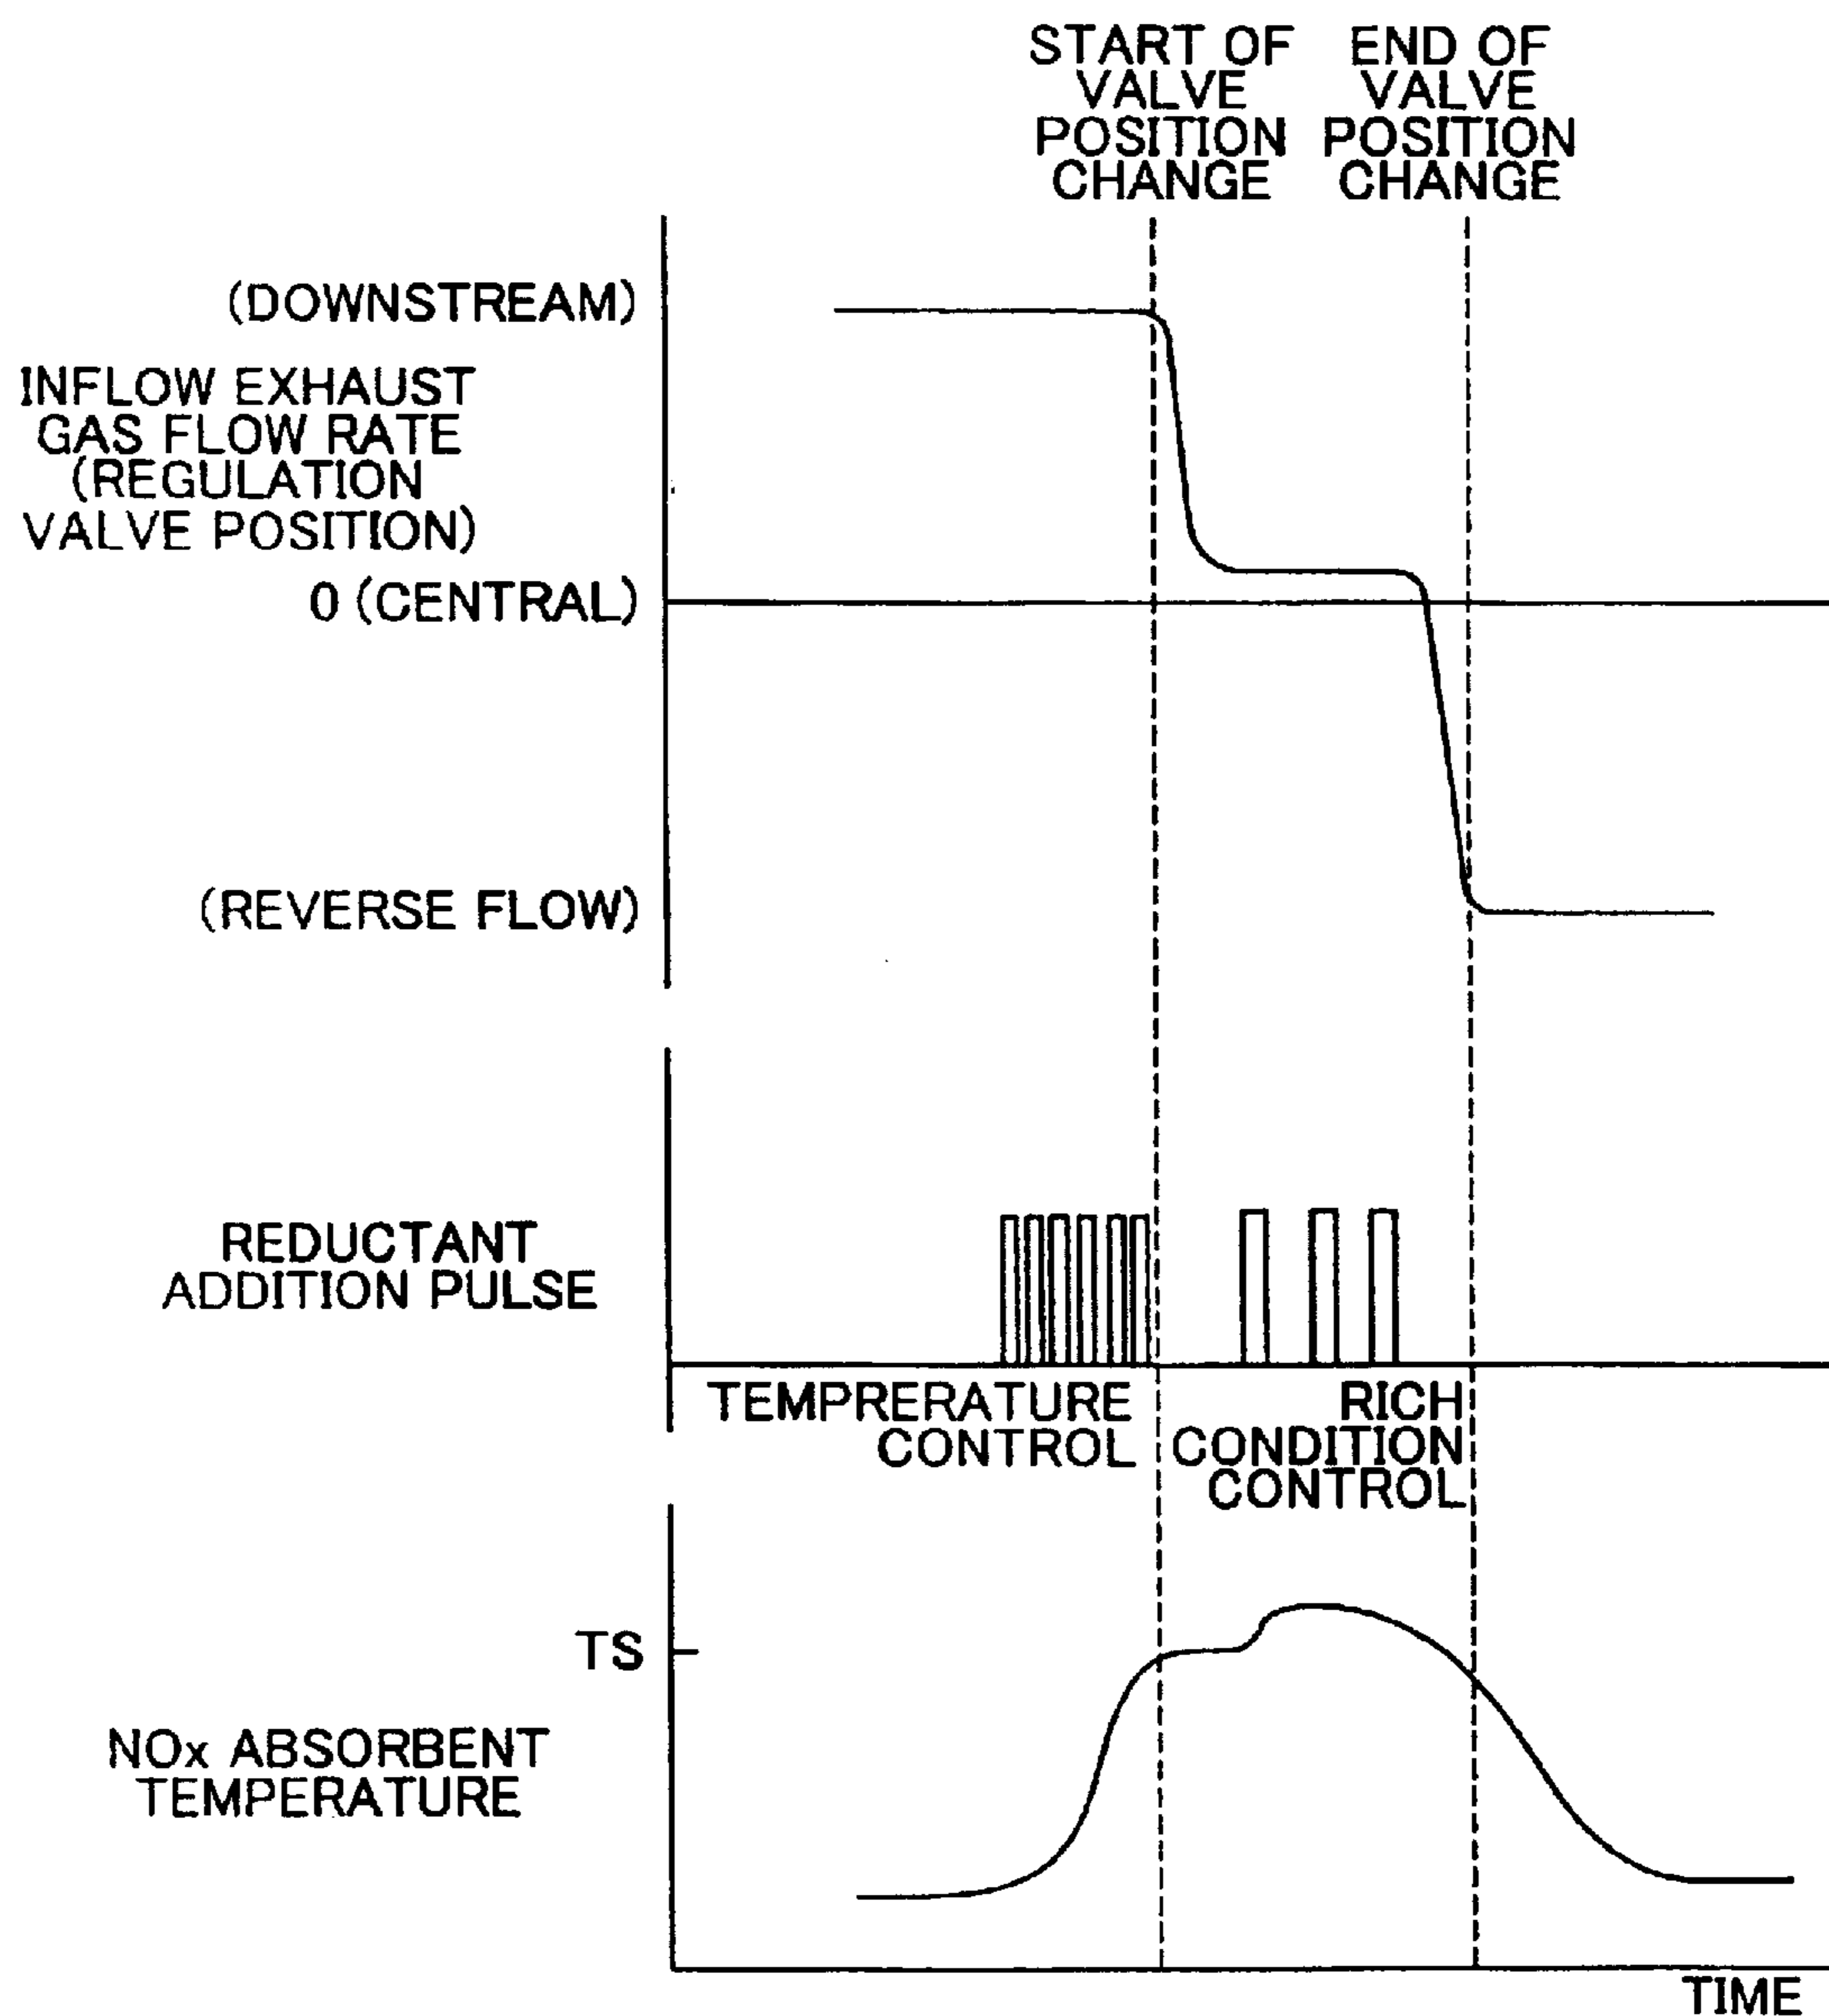 START OF
VALVE
POSITION
CHANGE
END OF
VALVE
POSITION
CHANGE
(DOWNSTREAM)
INFLOW EXHAUST
GAS FLOW RATE
(REGULATION
VALVE POSITION)
0 (CENTRAL)
(REVERSE FLOW)
REDUCTANT
ADDITION PULSE
TEMPRERATURE
CONTROL
RICH
CONDITION
CONTROL
TS
NOx ABSORBENT
TEMPERATURE
TIME